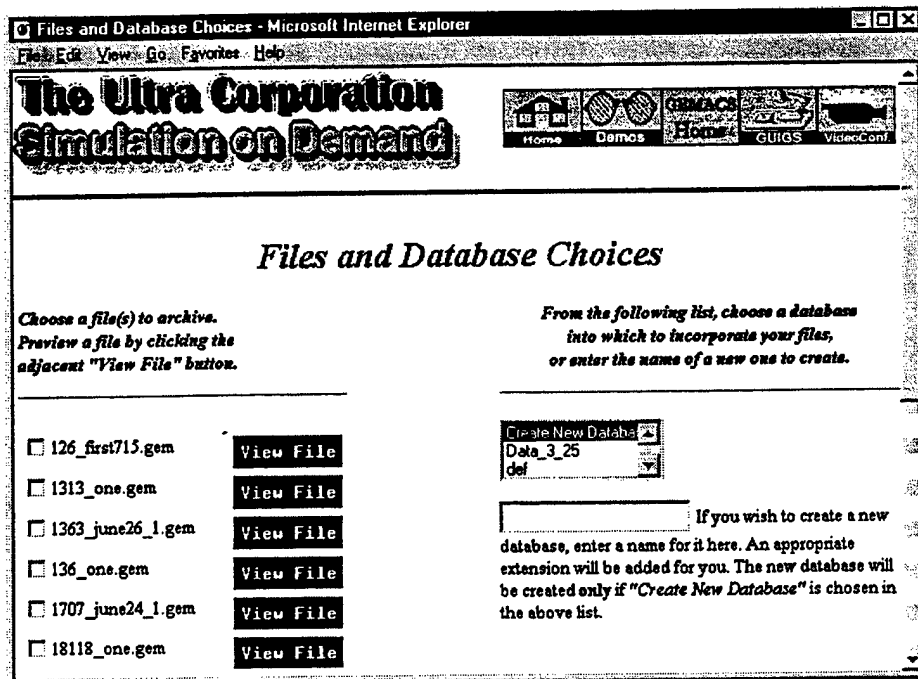 Files and Database Choices - Microsoft Internet Explorer
File Edit View Go Favorites Help
The Ultra Corporation
Simulation on Demand
Home
Demos
GEMACS
Home
GUIGS
VideoConf.
Files and Database Choices
Choose a file(s) to archive.
Preview a file by clicking the
adjacent "View File" button.
From the following list, choose a database
into which to incorporate your files,
or enter the name of a new one to create.
126_first715.gem View File
1313_one.gem View File
1363_june26_1.gem View File
136_one.gem View File
1707_june24_1.gem View File
18118_one.gem View File
Create New Databa
Data_3_25
def
If you wish to create a new
database, enter a name for it here. An appropriate
extension will be added for you. The new database will
be created only if "Create New Database" is chosen in
the above list.